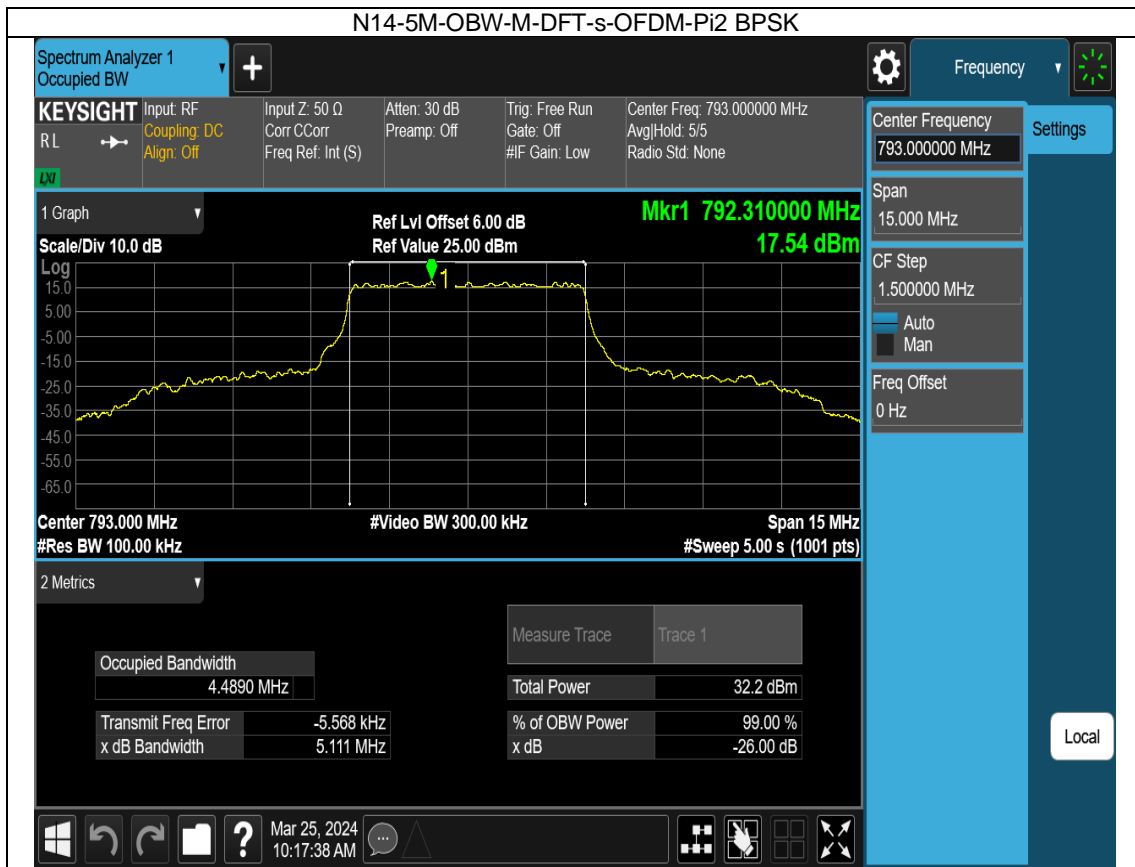 N14-5M-OBW-M-DFT-s-OFDM-Pi2 BPSK
Spectrum Analyzer 1
Occupied BW
+
Frequency
KEYSIGHT
R L
LXI
Input: RF
Coupling: DC
Align: Off
Input Z: 50 Ω
Corr CCorr
Freq Ref: Int (S)
Atten: 30 dB
Preamp: Off
Trig: Free Run
Gate: Off
#IF Gain: Low
Center Freq: 793.000000 MHz
Avg|Hold: 5/5
Radio Std: None
Center Frequency
793.000000 MHz
Settings
Span
15.000 MHz
CF Step
1.500000 MHz
Auto
Man
Freq Offset
0 Hz
Local
1 Graph
Scale/Div 10.0 dB
Ref Lvl Offset 6.00 dB
Ref Value 25.00 dBm
Mkr1 792.310000 MHz
17.54 dBm
Log
15.0
5.00
-5.00
-15.0
-25.0
-35.0
-45.0
-55.0
-65.0
1
Center 793.000 MHz
#Video BW 300.00 kHz
Span 15 MHz
#Res BW 100.00 kHz
#Sweep 5.00 s (1001 pts)
2 Metrics
Measure Trace Trace 1
Occupied Bandwidth
4.4890 MHz
Total Power 32.2 dBm
Transmit Freq Error -5.568 kHz
% of OBW Power 99.00 %
x dB Bandwidth 5.111 MHz
x dB -26.00 dB
?
Mar 25, 2024
10:17:38 AM